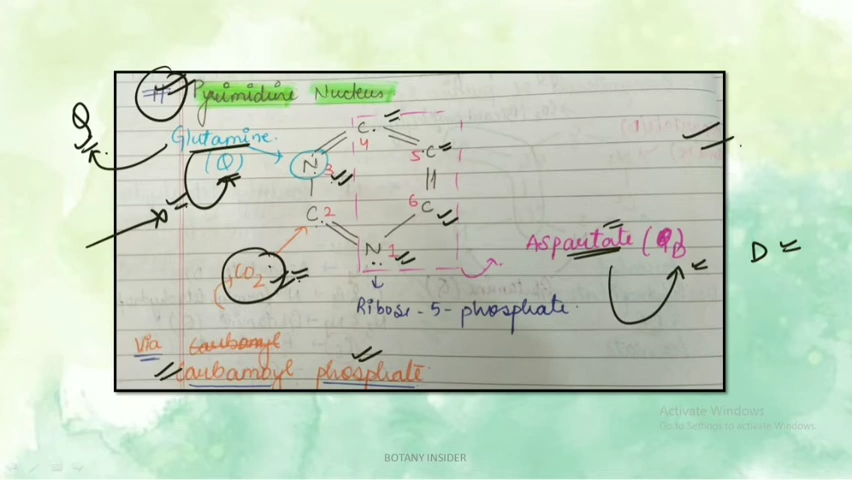 # Pyrimidine Nucleus
Q
Glutamine
(Q)
C
4
5 C
N 3
6 C
C 2
N 1
CO2
Aspartate ( D)
D
Ribose-5-phosphate
Via Carbamyl
Carbamoyl phosphate
Activate Windows
Go to Settings to activate Windows.
BOTANY INSIDER